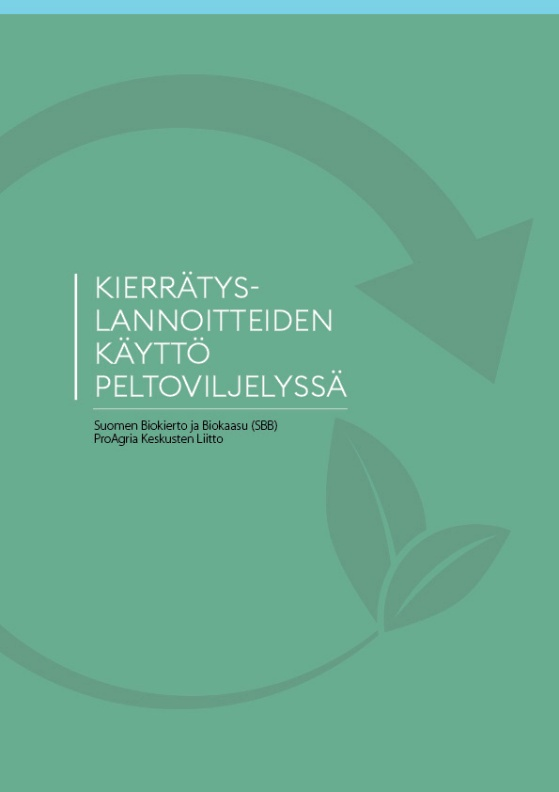 KIERRÄTYS-
LANNOITTEIDEN
KÄYTTÖ
PELTOVILJELYSSÄ
Suomen Biokierto ja Biokaasu (SBB)
ProAgria Keskusten Liitto